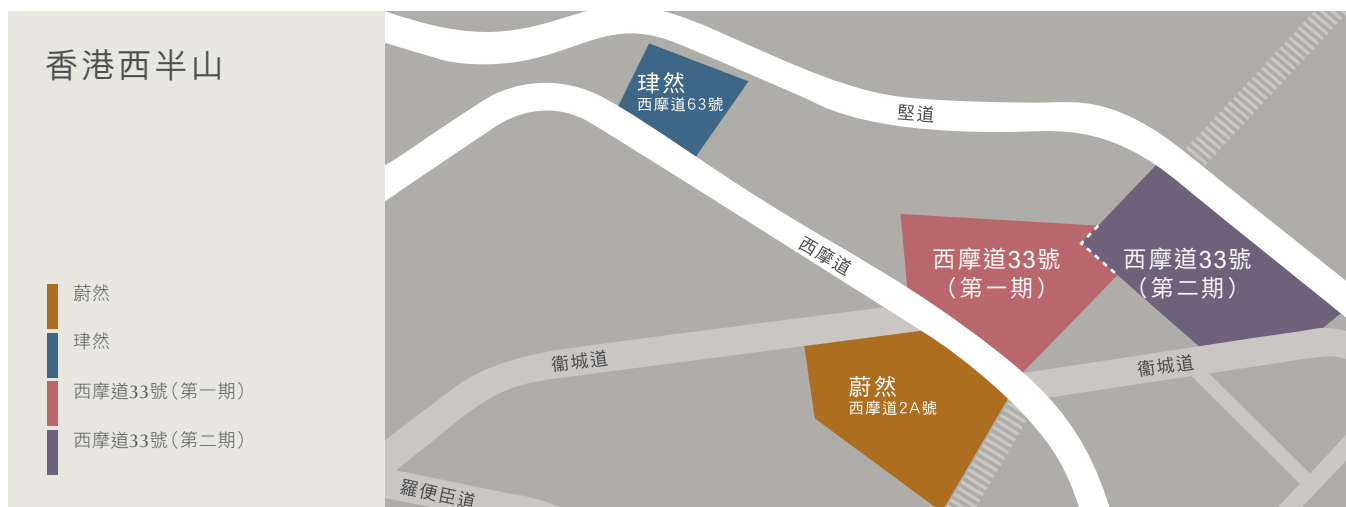 香港西半山
蔚然
珒然
西摩道33號(第一期)
西摩道33號(第二期)
珒然
西摩道63號
堅道
西摩道
西摩道33號
(第一期)
西摩道33號
(第二期)
衞城道
衞城道
蔚然
西摩道2A號
羅便臣道